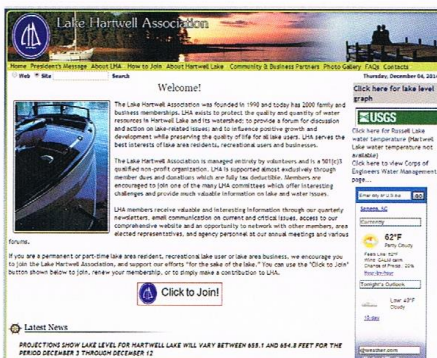 Lake Hartwell Association
Home President's Message About LHA How to Join About Hartwell Lake Community & Business Partners Photo Gallery FAQs Contacts
Web Site Search
Thursday, December 04, 2014
Welcome!
The Lake Hartwell Association was founded in 1990 and today has 2000 family and
business memberships. LHA exists to protect the quality and quantity of water
resources in Hartwell Lake and its watershed; to provide a forum for discussion
and action on lake-related issues; and to influence positive growth and
development while preserving the quality of life for all lake users. LHA serves the
best interests of lake area residents, recreational users and businesses.
The Lake Hartwell Association is managed entirely by volunteers and is a 501(c)3
qualified non-profit organization. LHA is supported almost exclusively through
member dues and donations which are fully tax deductible. Members are
encouraged to join one of the many LHA committees which offer interesting
challenges and provide much valuable information on lake and water issues.
LHA members receive valuable and interesting information through our quarterly
newsletters, email communication on current and critical issues, access to our
comprehensive website and an opportunity to network with other members, area
elected representatives, and agency personnel at our annual meetings and various
forums.
If you are a permanent or part-time lake area resident, recreational lake user or lake area business, we encourage you
to join the Lake Hartwell Association, and support our efforts "for the sake of the lake." You can use the "Click to Join"
button shown below to join, renew your membership, or to simply make a contribution to LHA.
Click to Join!
Latest News
PROJECTIONS SHOW LAKE LEVEL FOR HARTWELL LAKE WILL VARY BETWEEN 655.1 AND 654.8 FEET FOR THE
PERIOD DECEMBER 3 THROUGH DECEMBER 12
Click here for lake level
graph
USGS
Click here for Russell Lake
water temperature (Hartwell
Lake water temperature not
available)
Click here to view Corps of
Engineers Water Management
page...
GO
Currently
62°F
Partly Cloudy
Tonight's Outlook
Low: 47°F
Cloudy
10-day
weather.com